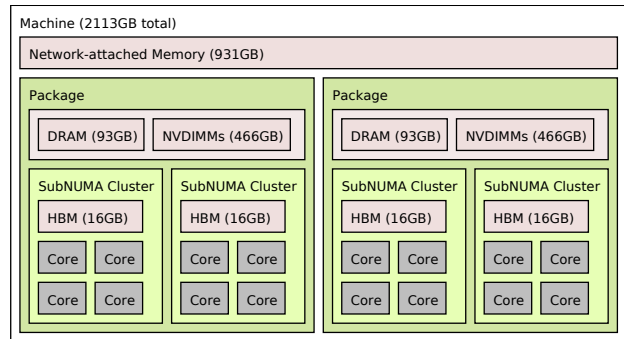 Machine (2113GB total)
Network-attached Memory (931GB)
Package
DRAM (93GB) NVDIMMs (466GB)
SubNUMA Cluster SubNUMA Cluster
HBM (16GB) HBM (16GB)
Core Core Core Core
Core Core Core Core
Package
DRAM (93GB) NVDIMMs (466GB)
SubNUMA Cluster SubNUMA Cluster
HBM (16GB) HBM (16GB)
Core Core Core Core
Core Core Core Core